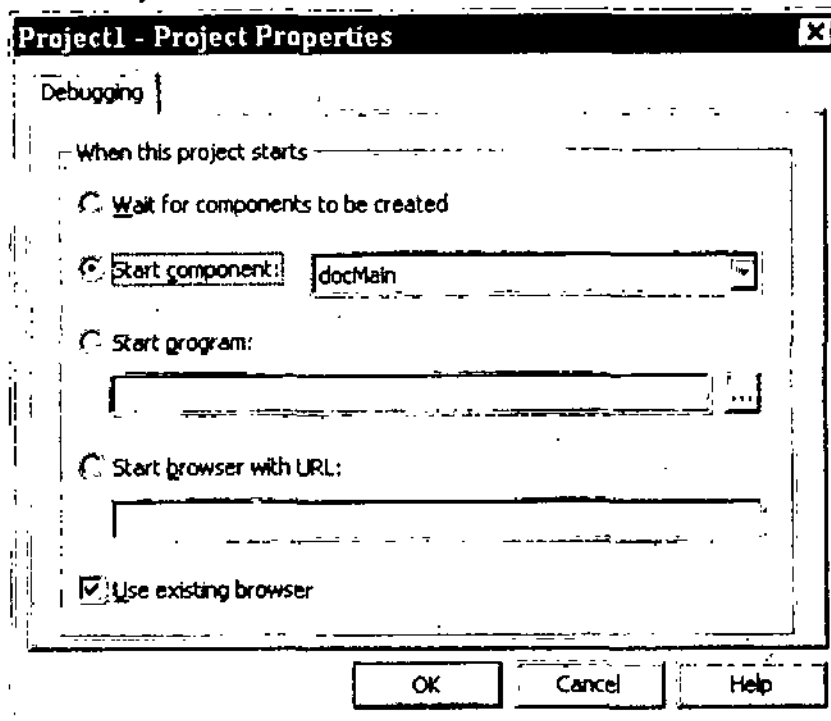 Project1 - Project Properties
Debugging
When this project starts
Wait for components to be created
Start component: docMain
Start program:
...
Start browser with URL:
Use existing browser
OK Cancel Help